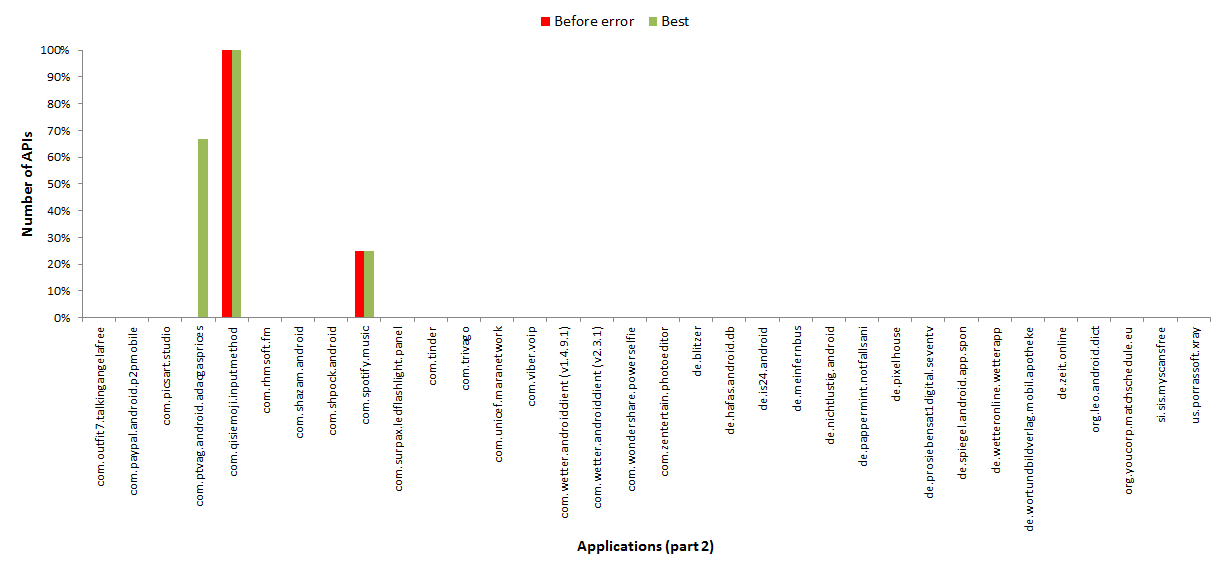 Before error
Best
100%
90%
80%
70%
60%
50%
40%
30%
20%
10%
0%
Number of APIs
com.outfit7.talkingangelafree
com.paypal.android.p2pmobile
com.picsart.studio
com.ptvag.android.adacgasprices
com.qisiemoji.inputmethod
com.rhmsoft.fm
com.shazam.android
com.shpock.android
com.spotify.music
com.surpax.ledflashlight.panel
com.tinder
com.trivago
com.unicef.maranetwork
com.viber.voip
com.wetter.androiddient (v1.4.9.1)
com.wetter.androiddient (v2.3.1)
com.wondershare.powerselfie
com.zentertain.photoeditor
de.blitzer
de.hafas.android.db
de.is24.android
de.meinfernbus
de.nichtlustig.android
de.pappermint.notfallsani
de.pixelhouse
de.prosiebensat1digital.seventv
de.spiegel.android.app.spon
de.wetteronline.wetterapp
de.wortundbildverlag.mobil.apotheke
de.zeit.online
org.leo.android.dict
org.youcorp.matchschedule.eu
si.sis.myscansfree
us.porrassoft.xray
Applications (part 2)